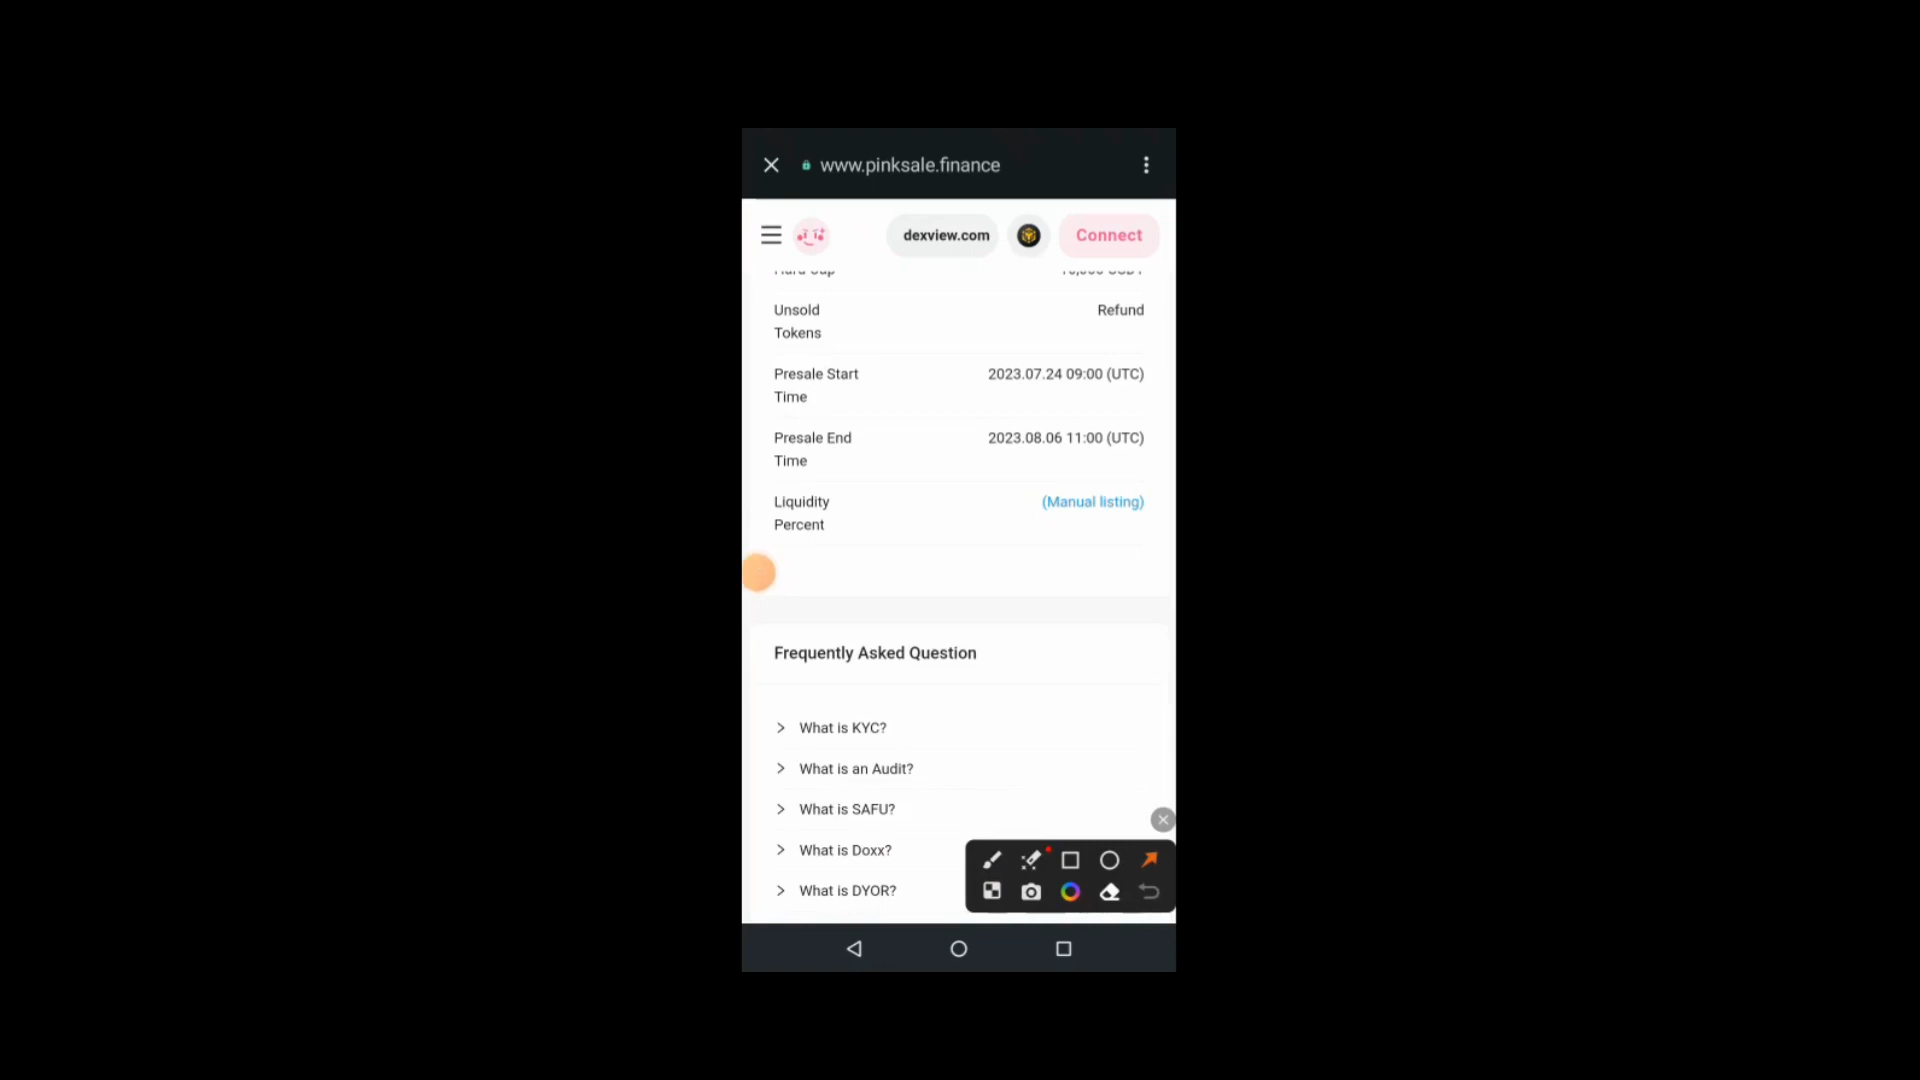 www.pinksale.finance
dexview.com
Connect
Unsold Tokens
Refund
Presale Start Time
2023.07.24 09:00 (UTC)
Presale End Time
2023.08.06 11:00 (UTC)
Liquidity Percent
(Manual listing)
Frequently Asked Question
What is KYC?
What is an Audit?
What is SAFU?
What is Doxx?
What is DYOR?